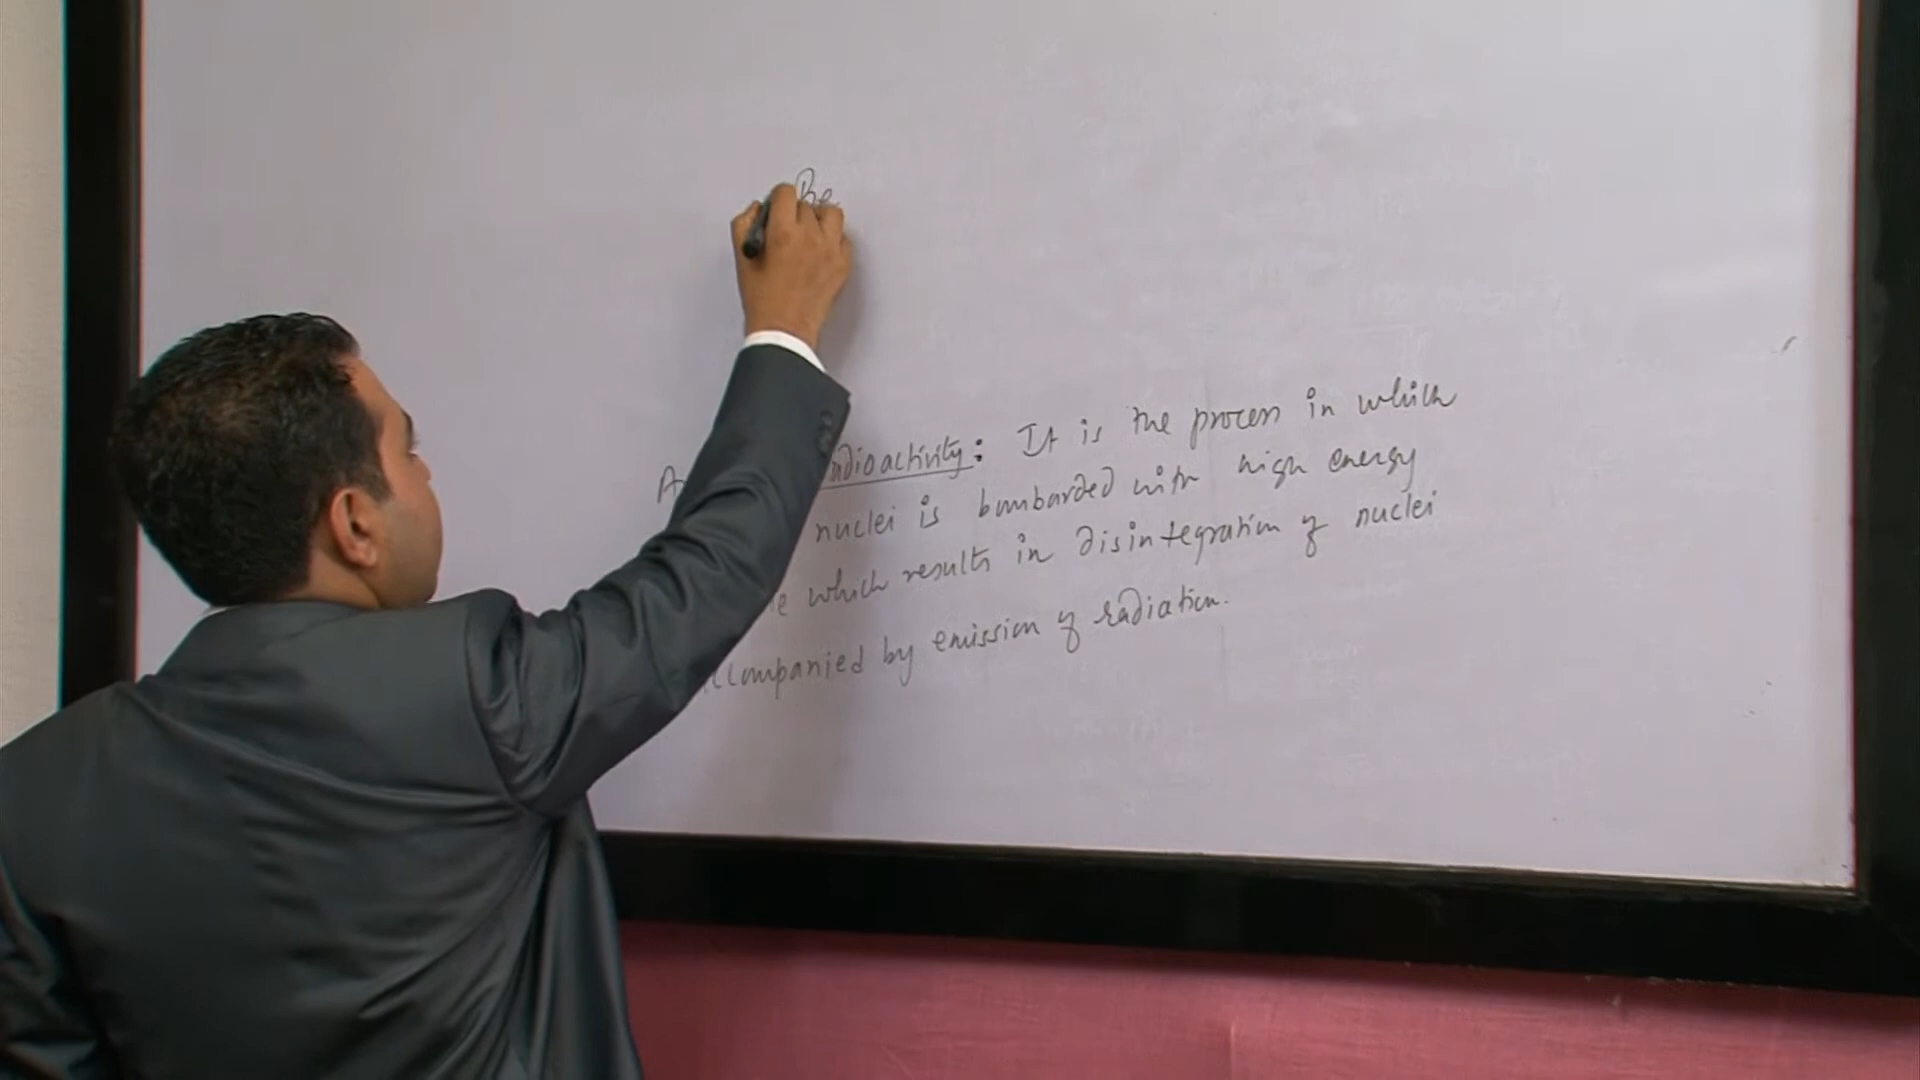 Be
radioactivity: It is the process in which
nuclei is bombarded with high energy
which results in disintegration of nuclei
accompanied by emission of radiation.